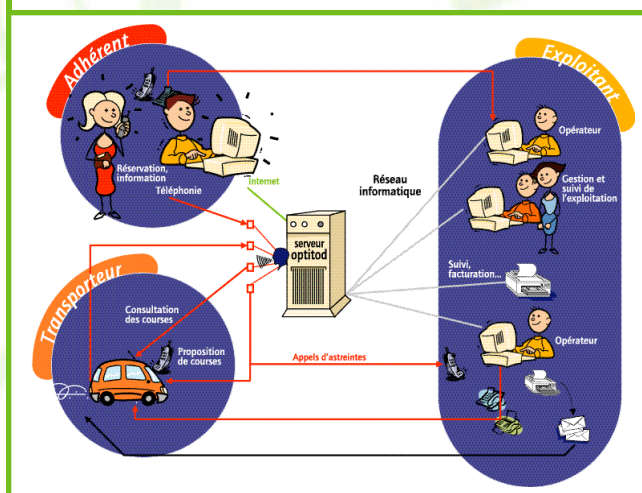 Adhérent
Exploitant
Opérateur
Réservation,
information
Téléphonie
Internet
Réseau
informatique
Gestion et
suivi de
l'exploitation
serveur
optitod
Suivi,
facturation...
Transporteur
Consultation
des courses
Opérateur
Proposition
de courses
Appels d'astreintes